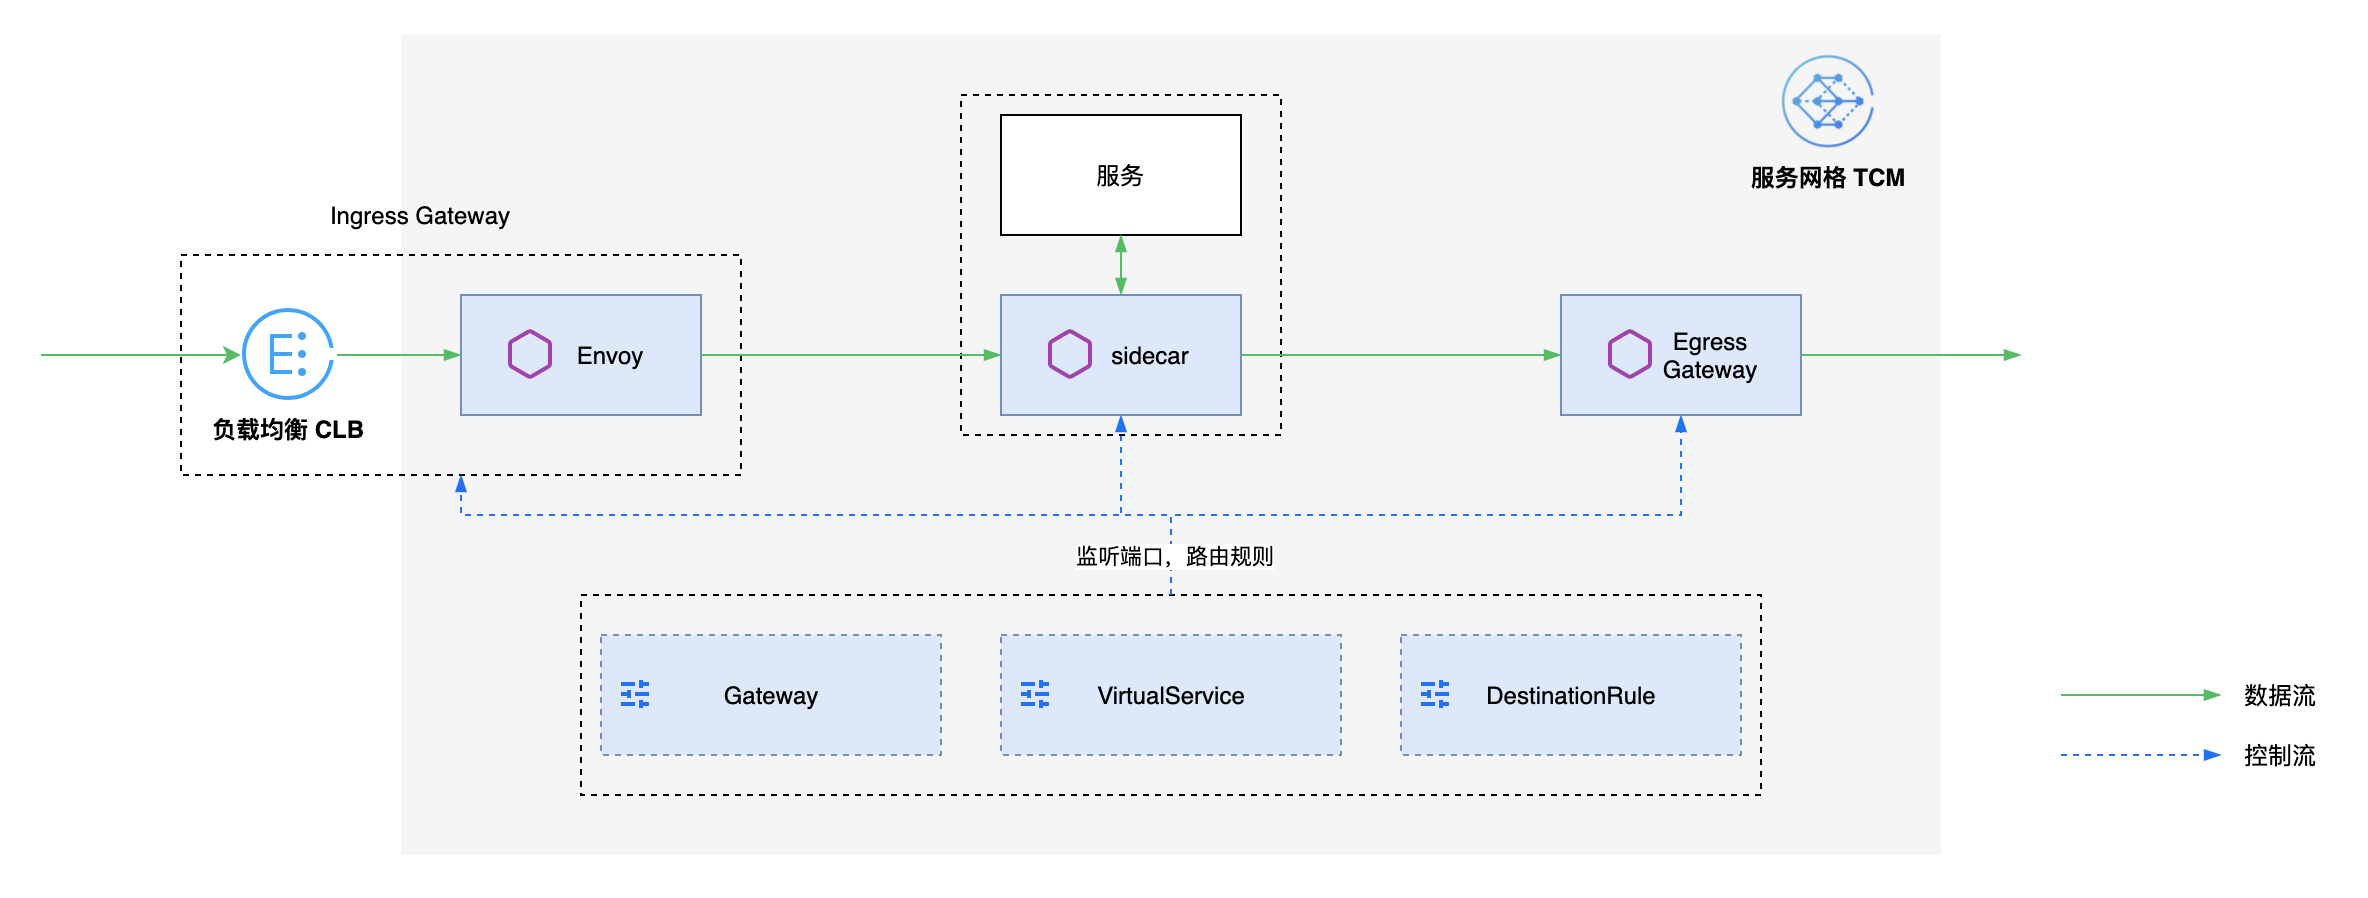 服务
服务网格 TCM
Ingress Gateway
负载均衡 CLB
Envoy
sidecar
Egress
Gateway
监听端口，路由规则
Gateway
VirtualService
DestinationRule
数据流
控制流